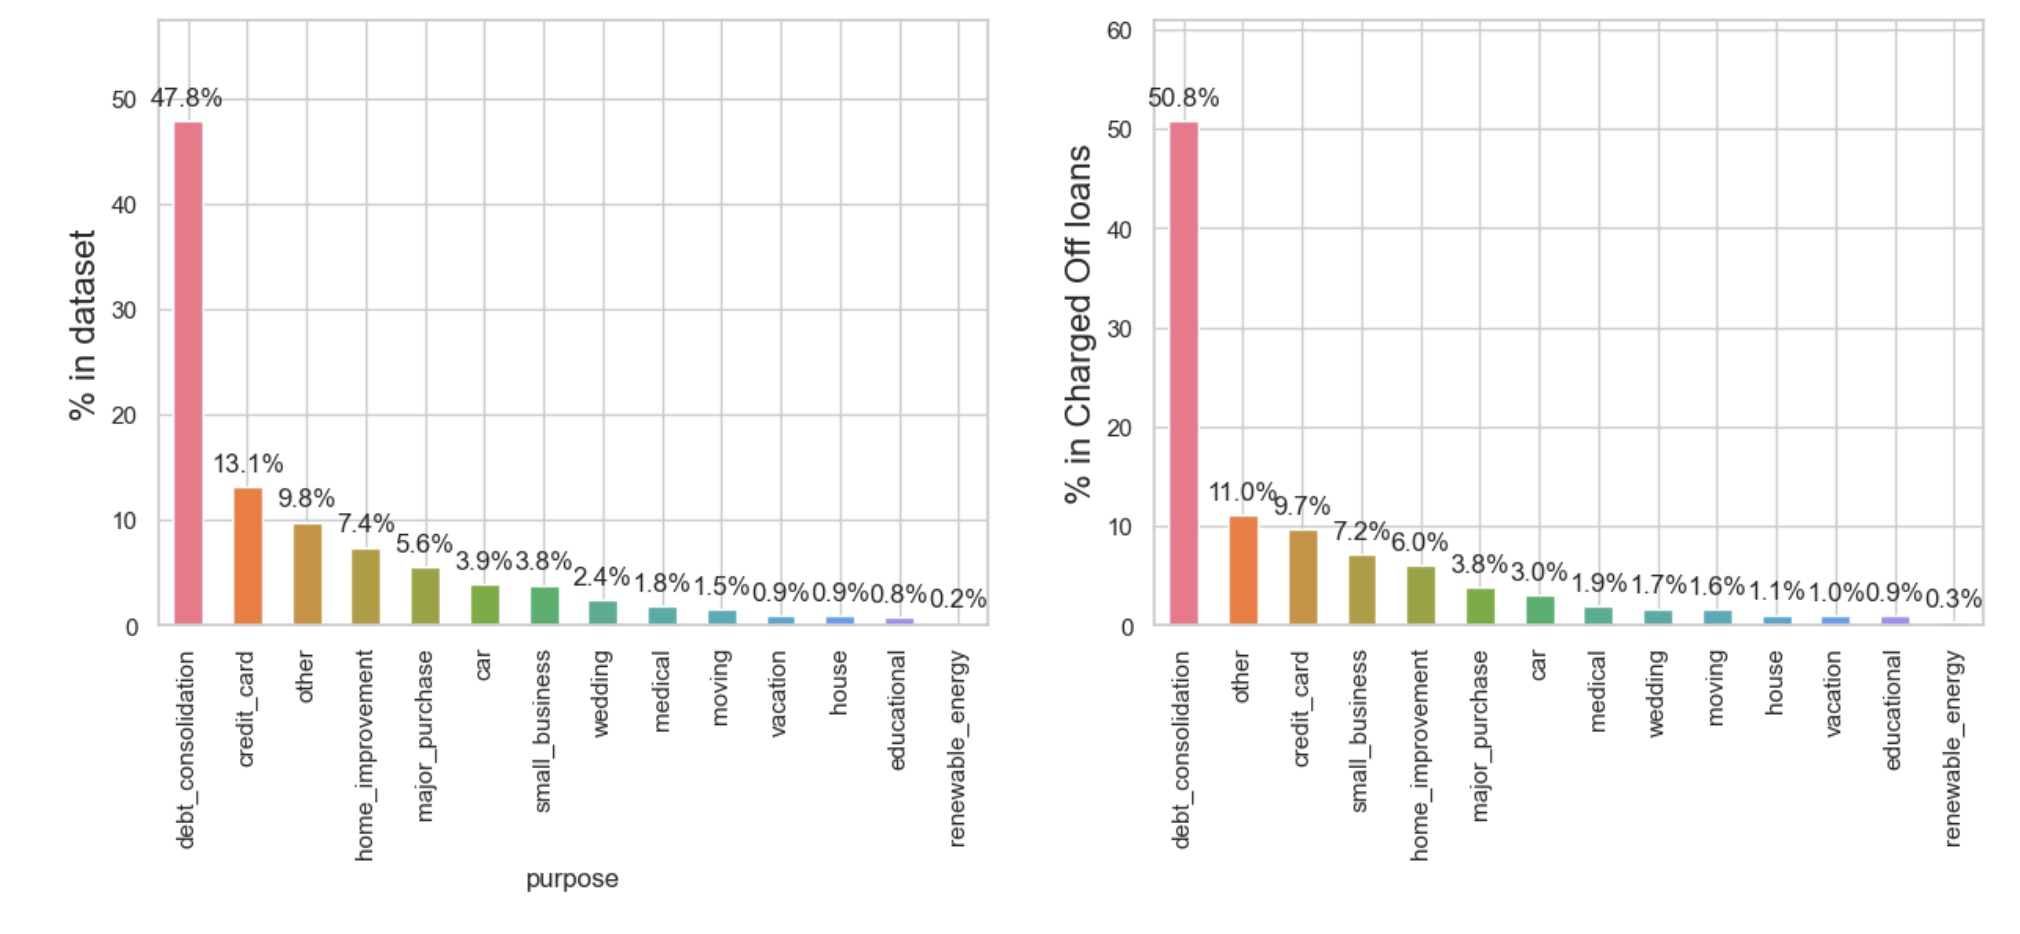 % in dataset
50
40
30
20
10
0
47.8%
13.1%
9.8%
7.4%
5.6%
3.9%
3.8%
2.4%
1.8%
1.5%
0.9%
0.9%
0.8%
0.2%
debt_consolidation
credit_card
other
home_improvement
major_purchase
car
small_business
wedding
medical
moving
vacation
house
educational
renewable_energy
purpose
% in Charged Off loans
60
50
40
30
20
10
0
50.8%
11.0%
9.7%
7.2%
6.0%
3.8%
3.0%
1.9%
1.7%
1.6%
1.1%
1.0%
0.9%
0.3%
debt_consolidation
other
credit_card
small_business
home_improvement
major_purchase
car
medical
wedding
moving
house
vacation
educational
renewable_energy